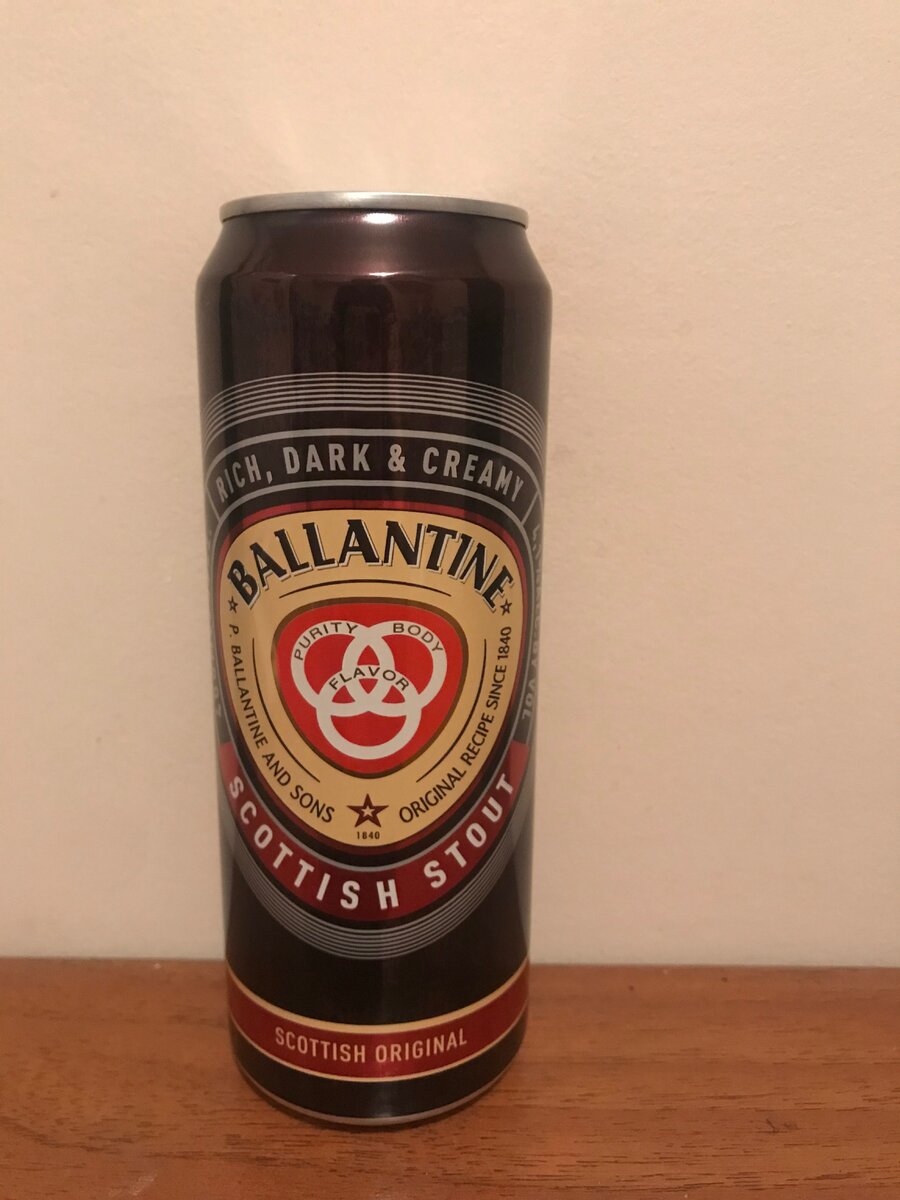 RICH, DARK & CREAMY
BALLANTINE
PURITY BODY
FLAVOR
P. BALLANTINE AND SONS
ORIGINAL RECIPE SINCE 1840
1840
SCOTTISH STOUT
SCOTTISH ORIGINAL